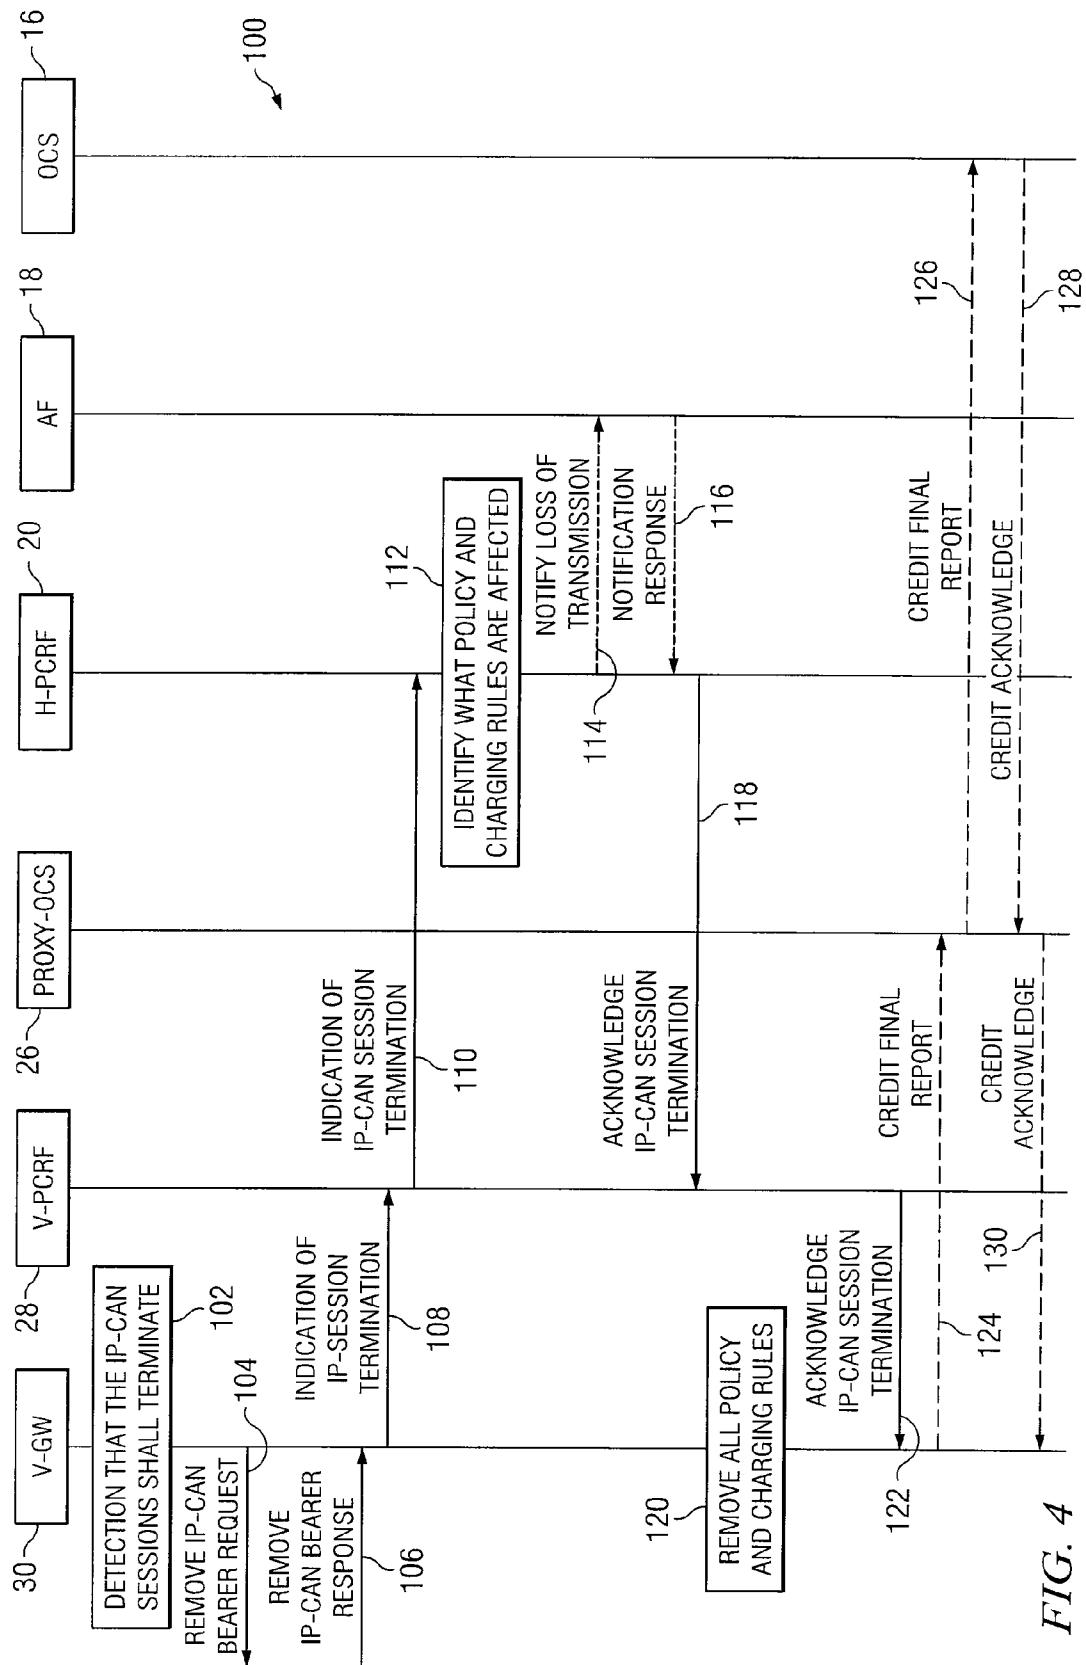 30
V-GW
28
V-PCRF
26
PROXY-OCS
H-PCRF
20
AF
18
OCS
16
100
DETECTION THAT THE IP-CAN
SESSIONS SHALL TERMINATE
102
REMOVE IP-CAN
BEARER REQUEST
104
REMOVE
IP-CAN BEARER
RESPONSE
106
INDICATION OF
IP-SESSION
TERMINATION
108
INDICATION OF
IP-CAN SESSION
TERMINATION
110
112
IDENTIFY WHAT POLICY AND
CHARGING RULES ARE AFFECTED
NOTIFY LOSS OF
TRANSMISSION
114
NOTIFICATION
RESPONSE
116
ACKNOWLEDGE
IP-CAN SESSION
TERMINATION
118
120
REMOVE ALL POLICY
AND CHARGING RULES
ACKNOWLEDGE
IP-CAN SESSION
TERMINATION
122
CREDIT FINAL
REPORT
124
CREDIT FINAL
REPORT
126
CREDIT ACKNOWLEDGE
128
CREDIT
ACKNOWLEDGE
130
FIG. 4